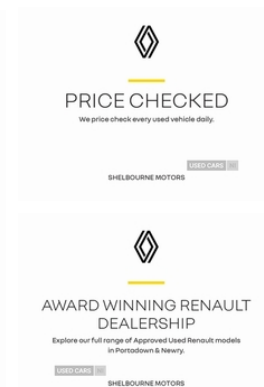 PRICE CHECKED
We price check every used vehicle daily.
USED CARS
SHELBOURNE MOTORS
AWARD WINNING RENAULT
DEALERSHIP
Explore our full range of Approved Used Renault models
in Portadown & Newry.
USED CARS
SHELBOURNE MOTORS